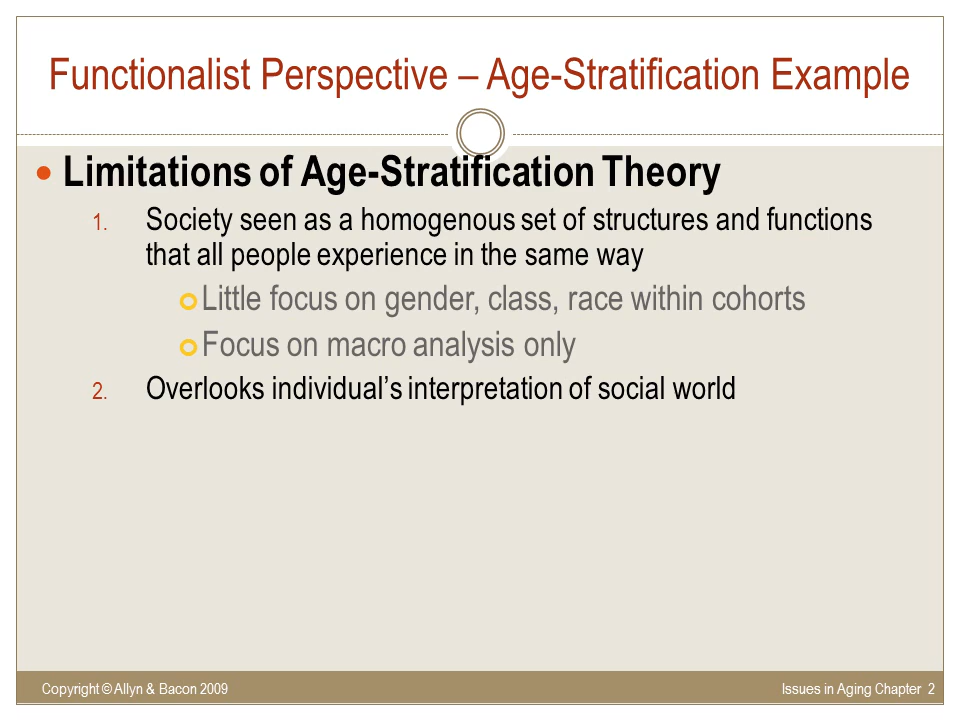 Functionalist Perspective – Age-Stratification Example
Limitations of Age-Stratification Theory
1. Society seen as a homogenous set of structures and functions
that all people experience in the same way
Little focus on gender, class, race within cohorts
Focus on macro analysis only
2. Overlooks individual’s interpretation of social world
Copyright © Allyn & Bacon 2009
Issues in Aging Chapter 2